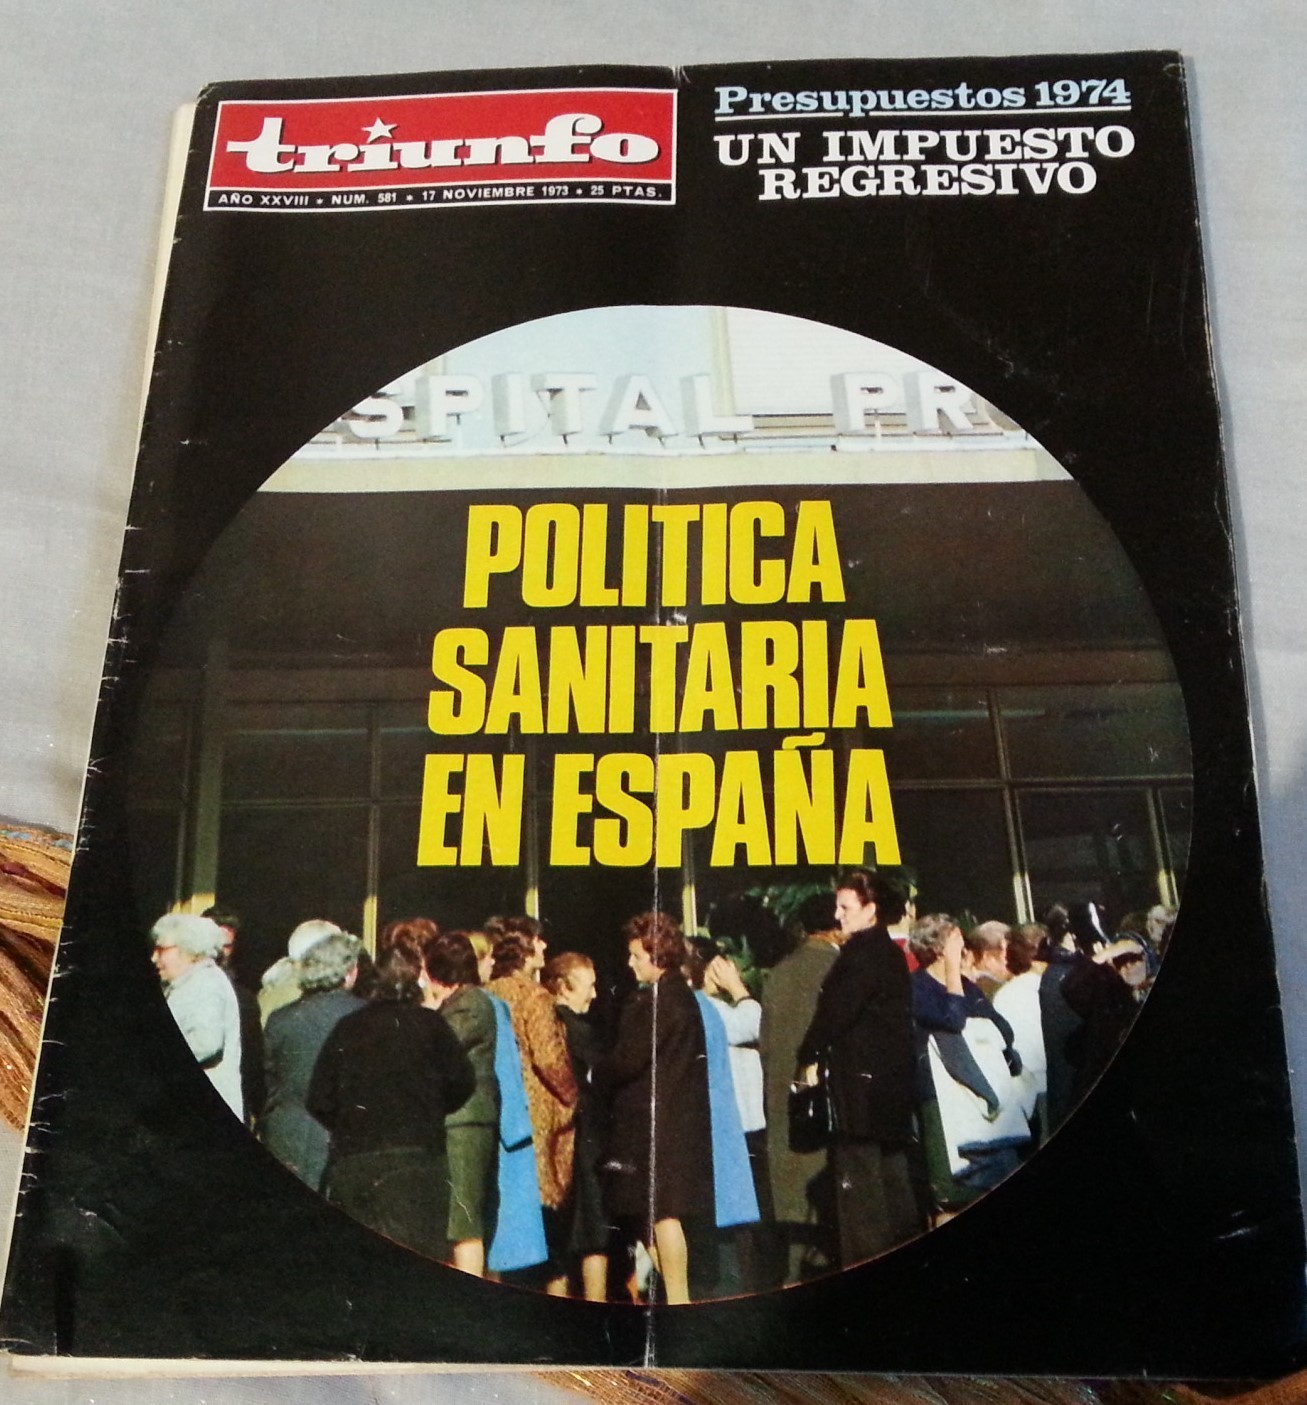 triunfo
AÑO XXVIII • NUM. 581 • 17 NOVIEMBRE 1973 • 25 PTAS.
Presupuestos 1974
UN IMPUESTO
REGRESIVO
SPITAL PR
POLITICA
SANITARIA
EN ESPAÑA